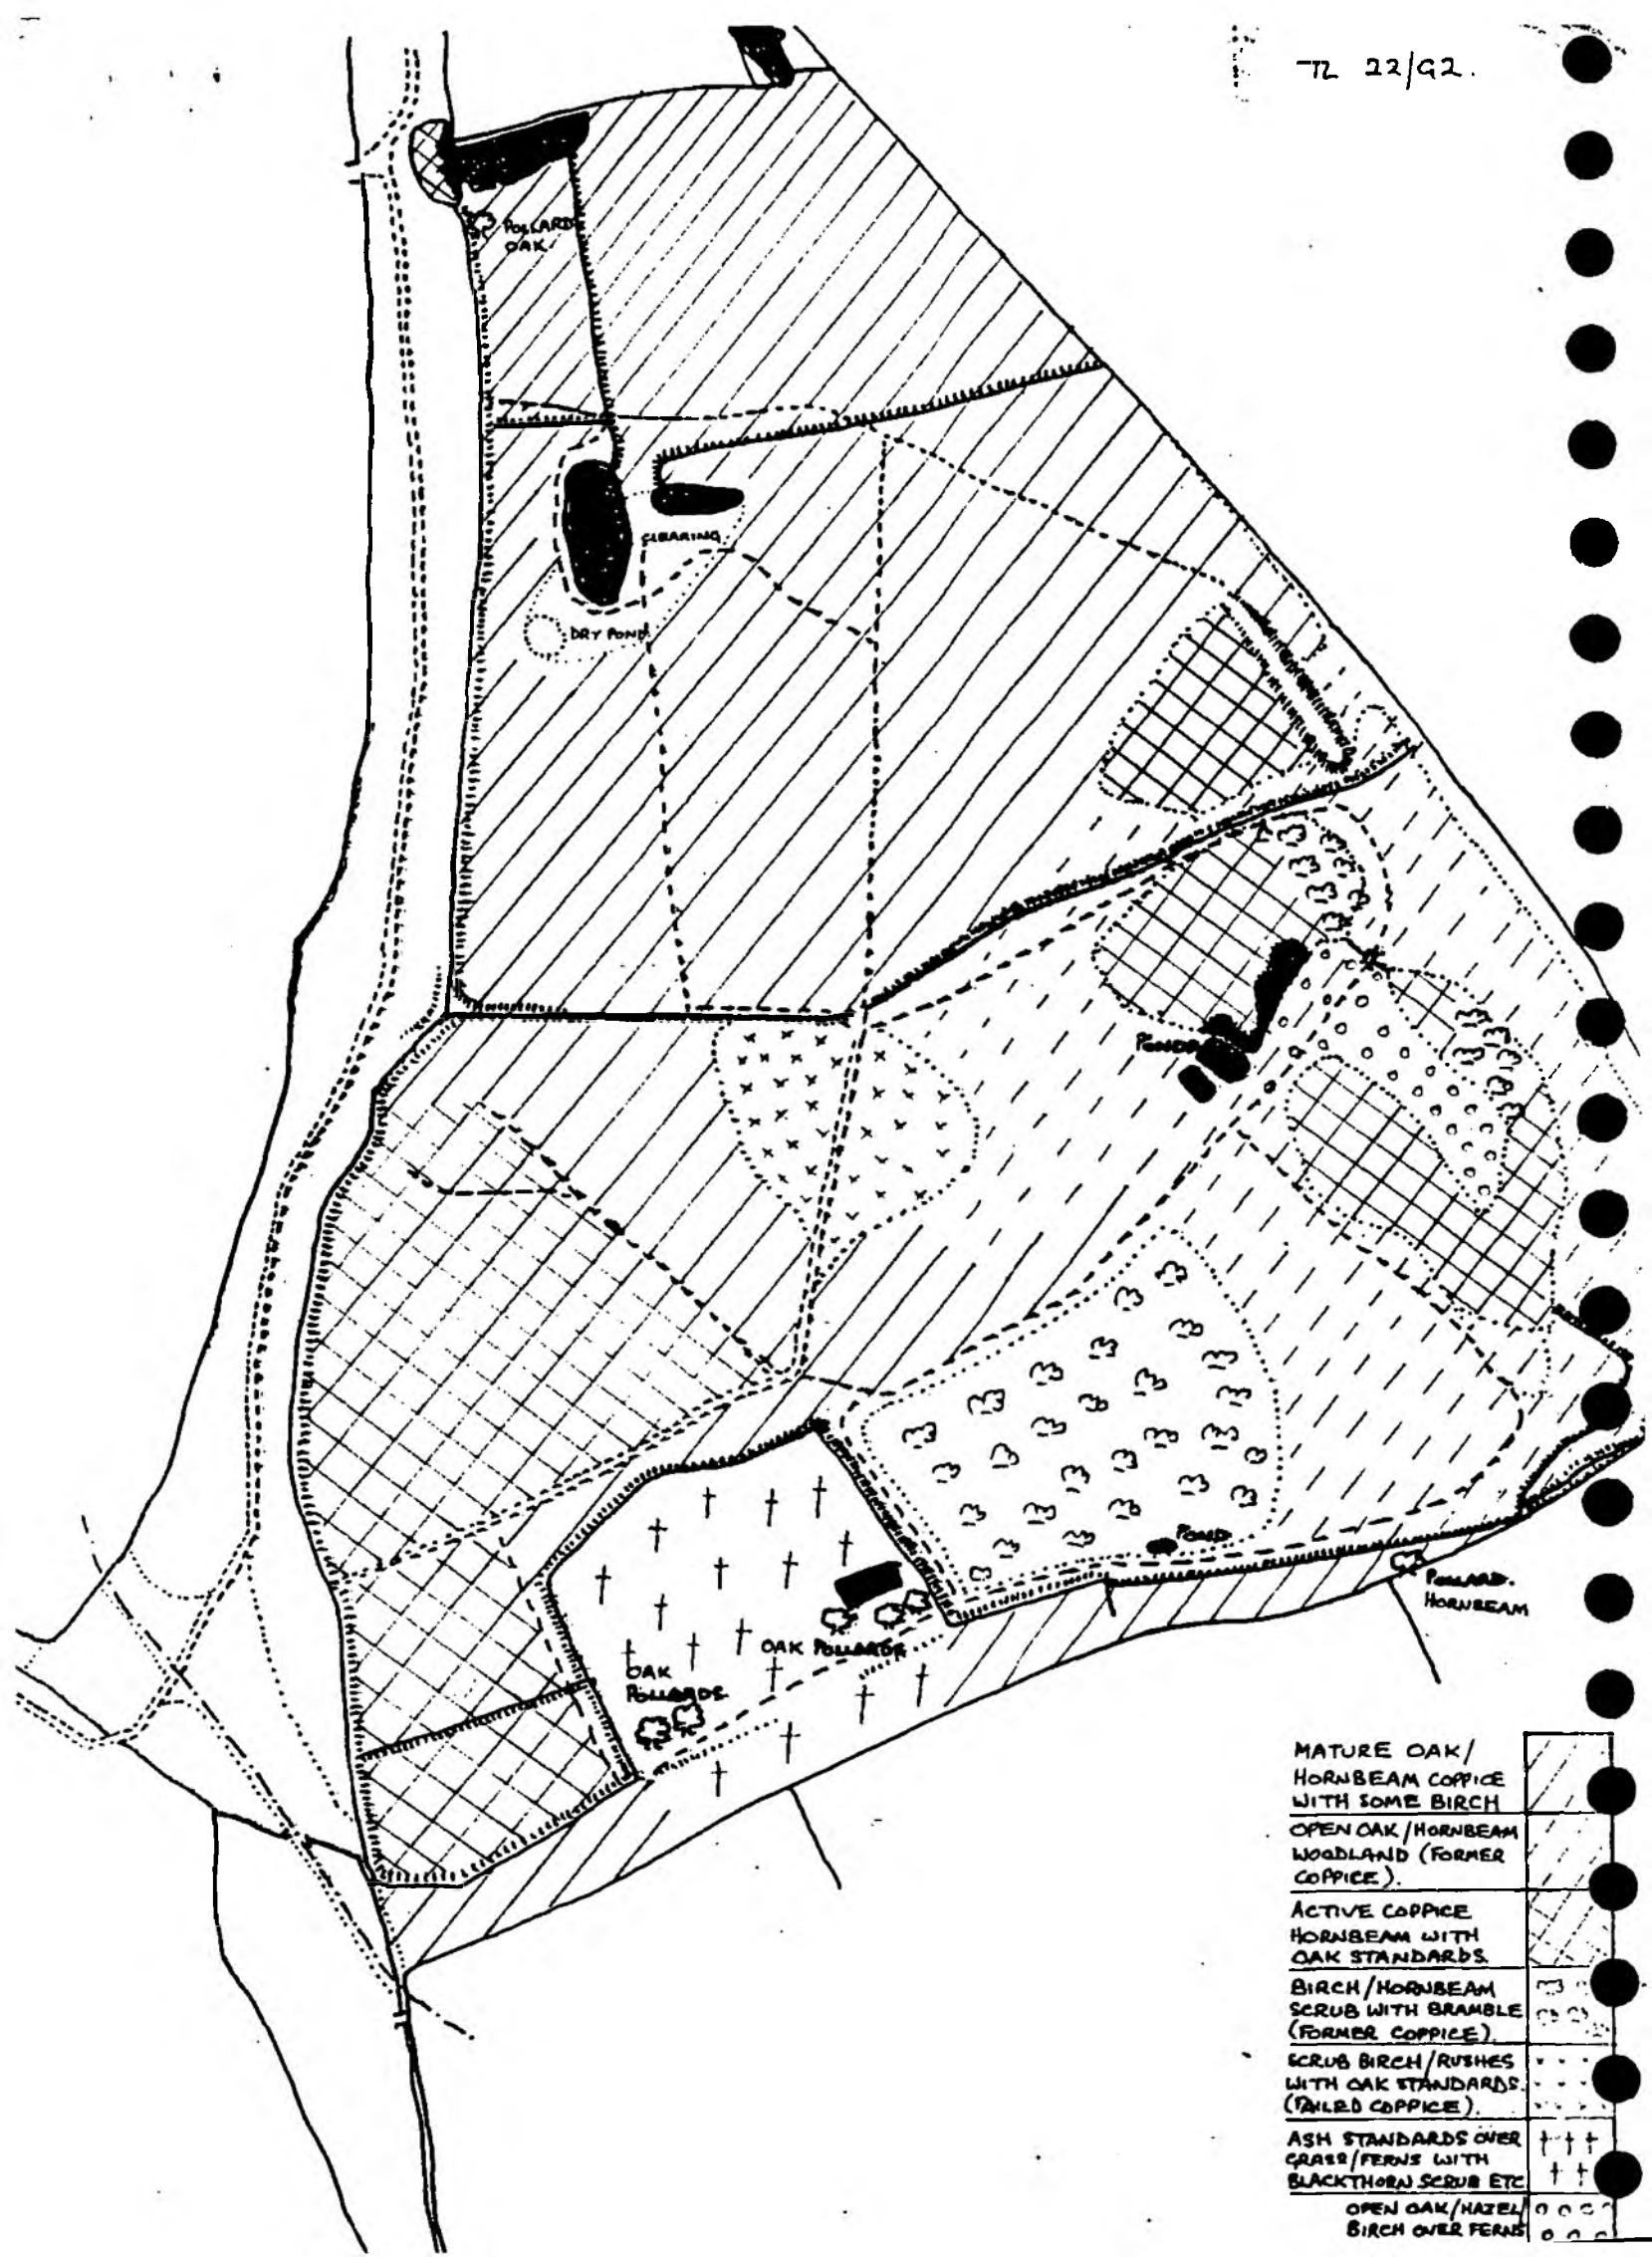 TL 22/G2.
POLLARD
OAK
CLEARING
DRY POND
PONDS
POND
POLLARD.
HORNBEAM
OAK POLLARDS
OAK
POLLARDS
MATURE OAK/
HORNBEAM COPPICE
WITH SOME BIRCH
OPEN OAK/HORNBEAM
WOODLAND (FORMER
COPPICE).
ACTIVE COPPICE
HORNBEAM WITH
OAK STANDARDS
BIRCH/HORNBEAM
SCRUB WITH BRAMBLE
(FORMER COPPICE)
SCRUB BIRCH/RUSHES
WITH OAK STANDARDS.
(FAILED COPPICE).
ASH STANDARDS OVER
GRASS/FERNS WITH
BLACKTHORN SCRUB ETC
OPEN OAK/HAZEL/
BIRCH OVER FERNS